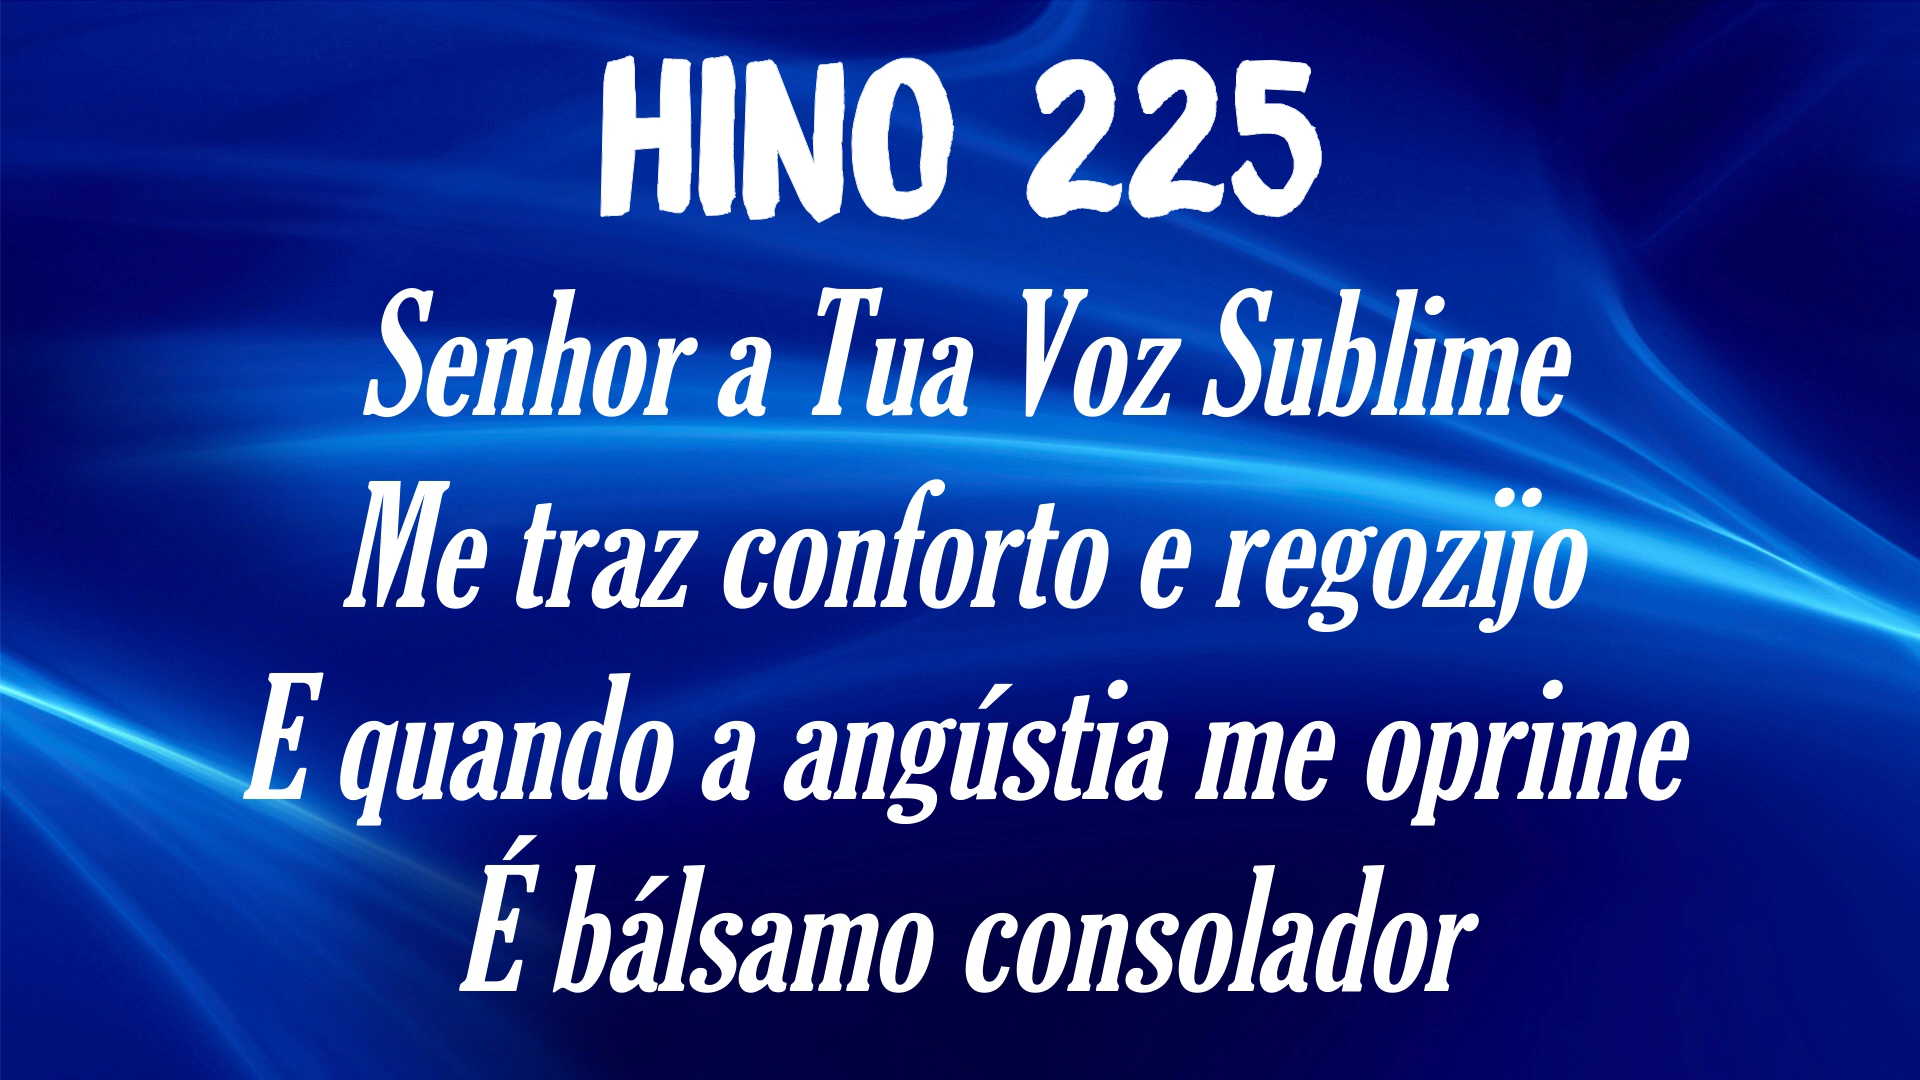 HINO 225
Senhor a Tua Voz Sublime
Me traz conforto e regozijo
E quando a angústia me oprime
É bálsamo consolador